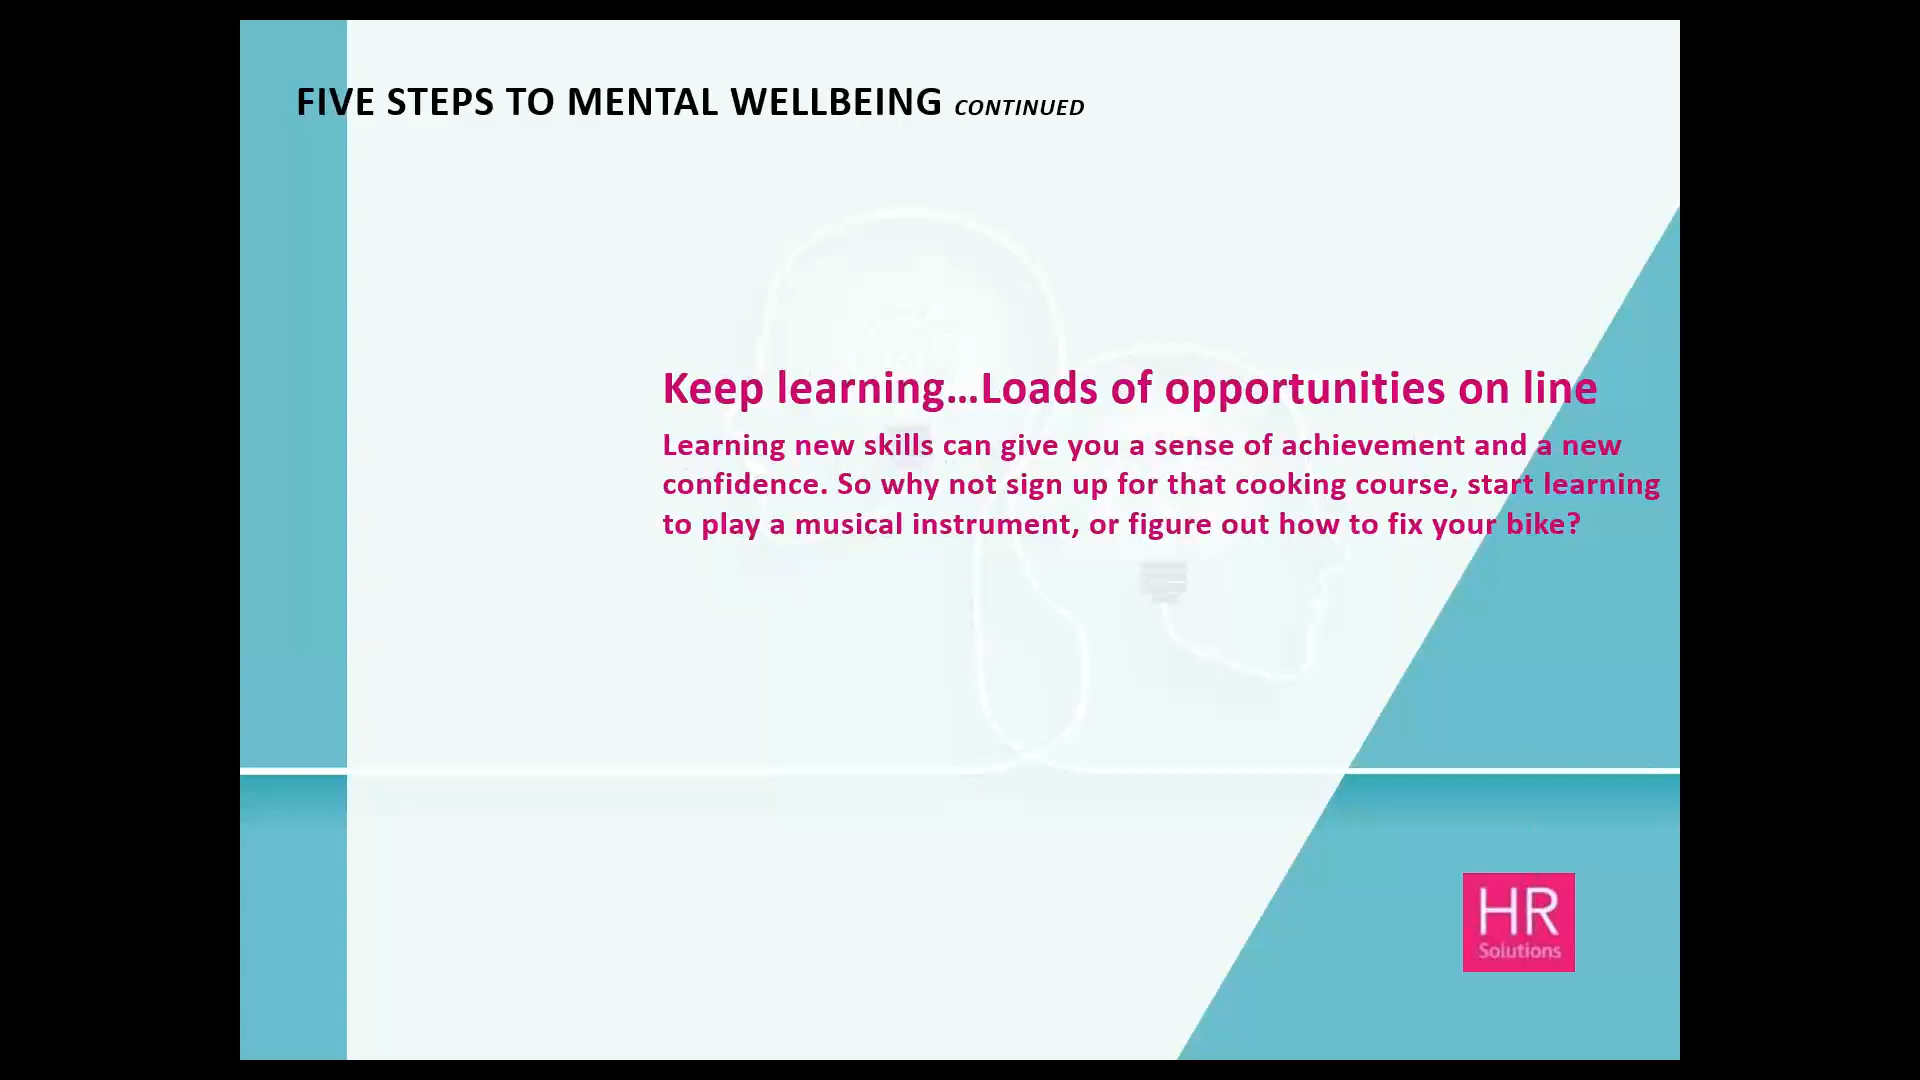 FIVE STEPS TO MENTAL WELLBEING CONTINUED
Keep learning...Loads of opportunities on line
Learning new skills can give you a sense of achievement and a new
confidence. So why not sign up for that cooking course, start learning
to play a musical instrument, or figure out how to fix your bike?
HR
Solutions